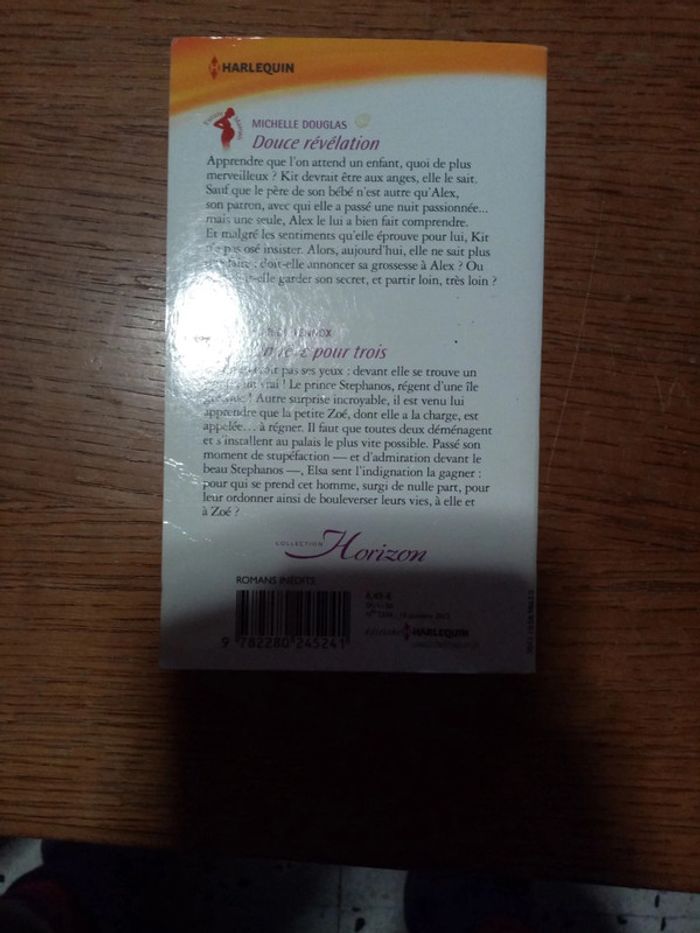 HARLEQUIN
MICHELLE DOUGLAS
Douce révélation
Apprendre que l'on attend un enfant, quoi de plus
merveilleux ? Kit devrait être aux anges, elle le sait.
Sauf que le père de son bébé n'est autre qu'Alex,
son patron, avec qui elle a passé une nuit passionnée...
mais une seule, Alex le lui a bien fait comprendre.
Et malgré les sentiments qu'elle éprouve pour lui, Kit
n'a pas osé insister. Alors, aujourd'hui, elle ne sait plus
faire : doit-elle annoncer sa grossesse à Alex ? Ou
garder son secret, et partir loin, très loin ?
pour trois
pas ses yeux : devant elle se trouve un
vrai ! Le prince Stephanos, régent d'une île
! Autre surprise incroyable, il est venu lui
apprendre que la petite Zoé, dont elle a la charge, est
appelée... à régner. Il faut que toutes deux déménagent
et s'installent au palais le plus vite possible. Passé son
moment de stupéfaction — et d'admiration devant le
beau Stephanos —, Elsa sent l'indignation la gagner :
pour qui se prend cet homme, surgi de nulle part, pour
leur ordonner ainsi de bouleverser leurs vies, à elle et
à Zoé ?
COLLECTION Horizon
ROMANS INÉDITS
9 782280 245241
éditions HARLEQUIN